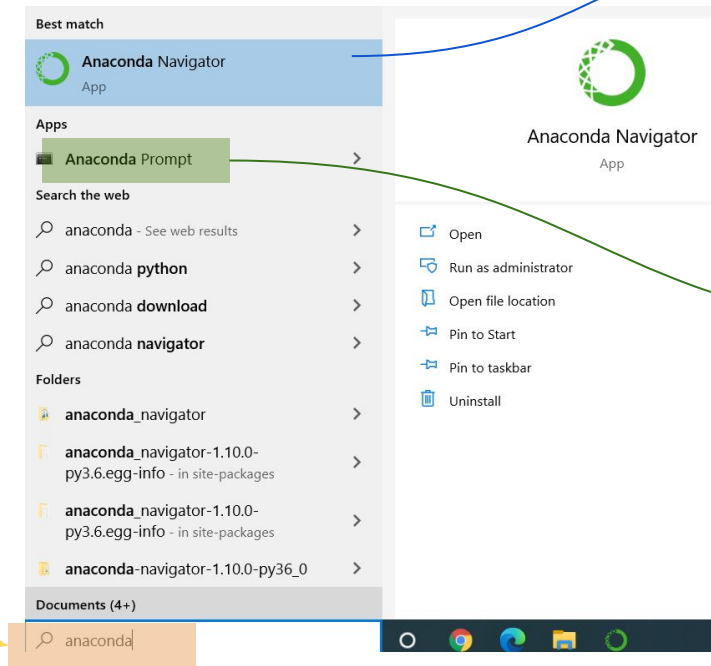 Best match
Anaconda Navigator
App
Apps
Anaconda Prompt
Search the web
anaconda - See web results
anaconda python
anaconda download
anaconda navigator
Folders
anaconda_navigator
anaconda_navigator-1.10.0-
py3.6.egg-info - in site-packages
anaconda_navigator-1.10.0-
py3.6.egg-info - in site-packages
anaconda-navigator-1.10.0-py36_0
Documents (4+)
anaconda
Anaconda Navigator
App
Open
Run as administrator
Open file location
Pin to Start
Pin to taskbar
Uninstall